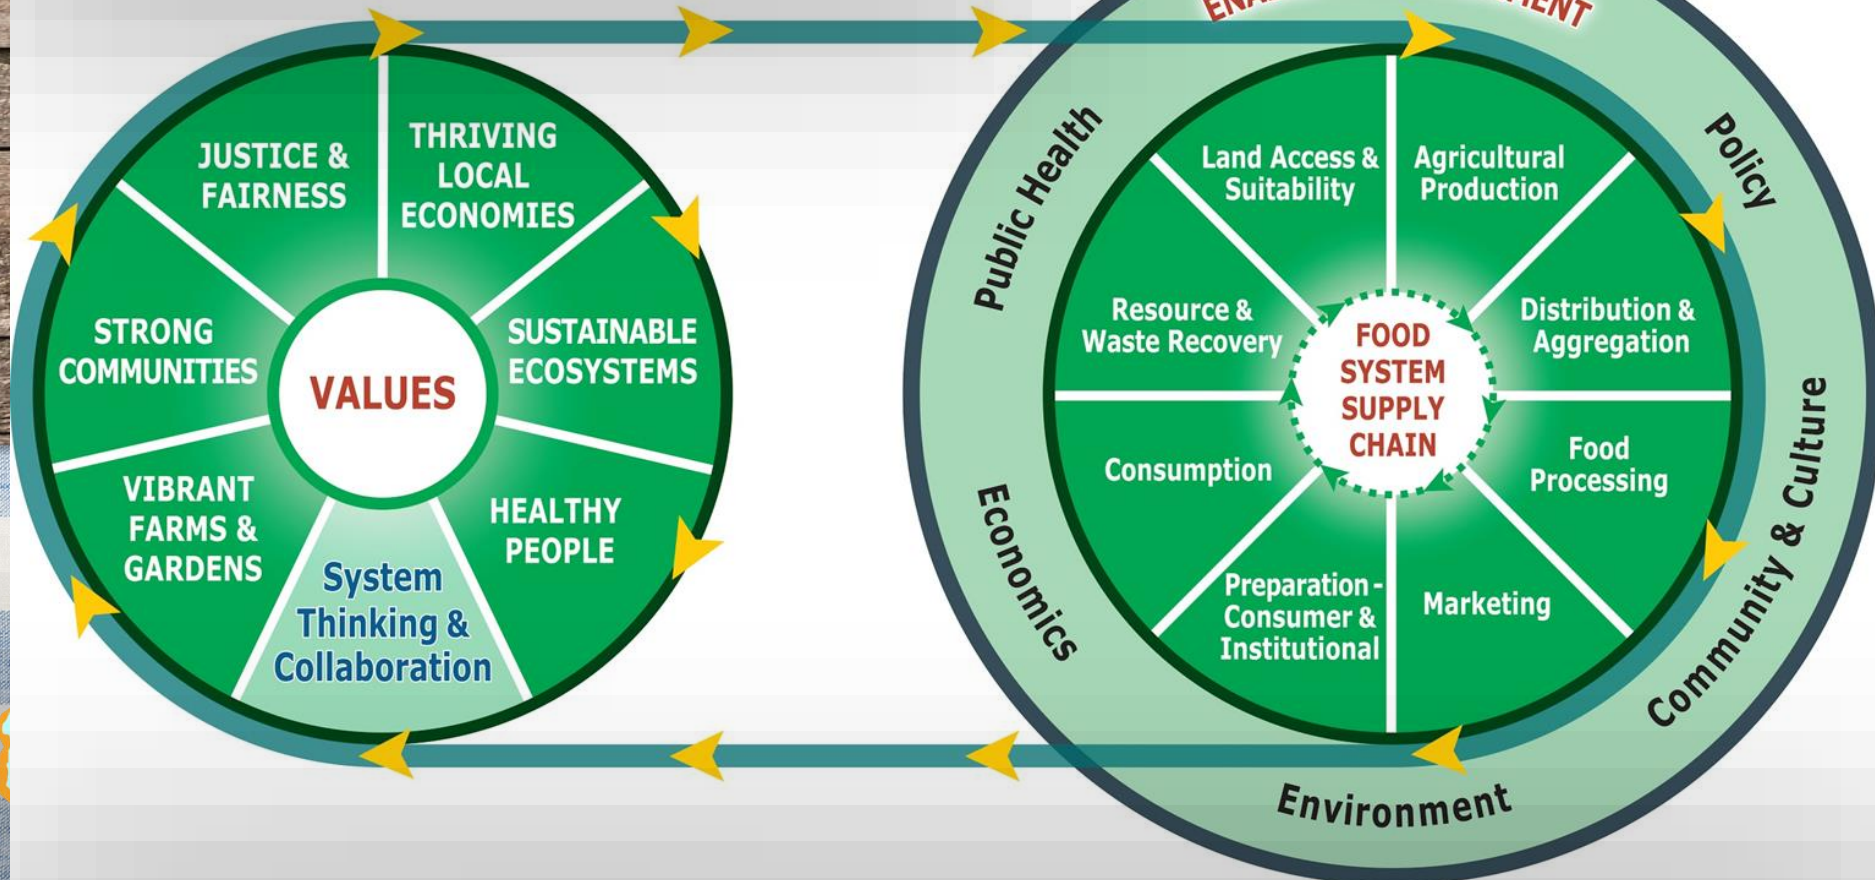 JUSTICE &
FAIRNESS
THRIVING
LOCAL
ECONOMIES
SUSTAINABLE
ECOSYSTEMS
HEALTHY
PEOPLE
System
Thinking &
Collaboration
VIBRANT
FARMS &
GARDENS
STRONG
COMMUNITIES
VALUES
Public Health
Policy
Community & Culture
Environment
Economics
Land Access &
Suitability
Agricultural
Production
Distribution &
Aggregation
Food
Processing
Marketing
Preparation -
Consumer &
Institutional
Consumption
Resource &
Waste Recovery
FOOD
SYSTEM
SUPPLY
CHAIN